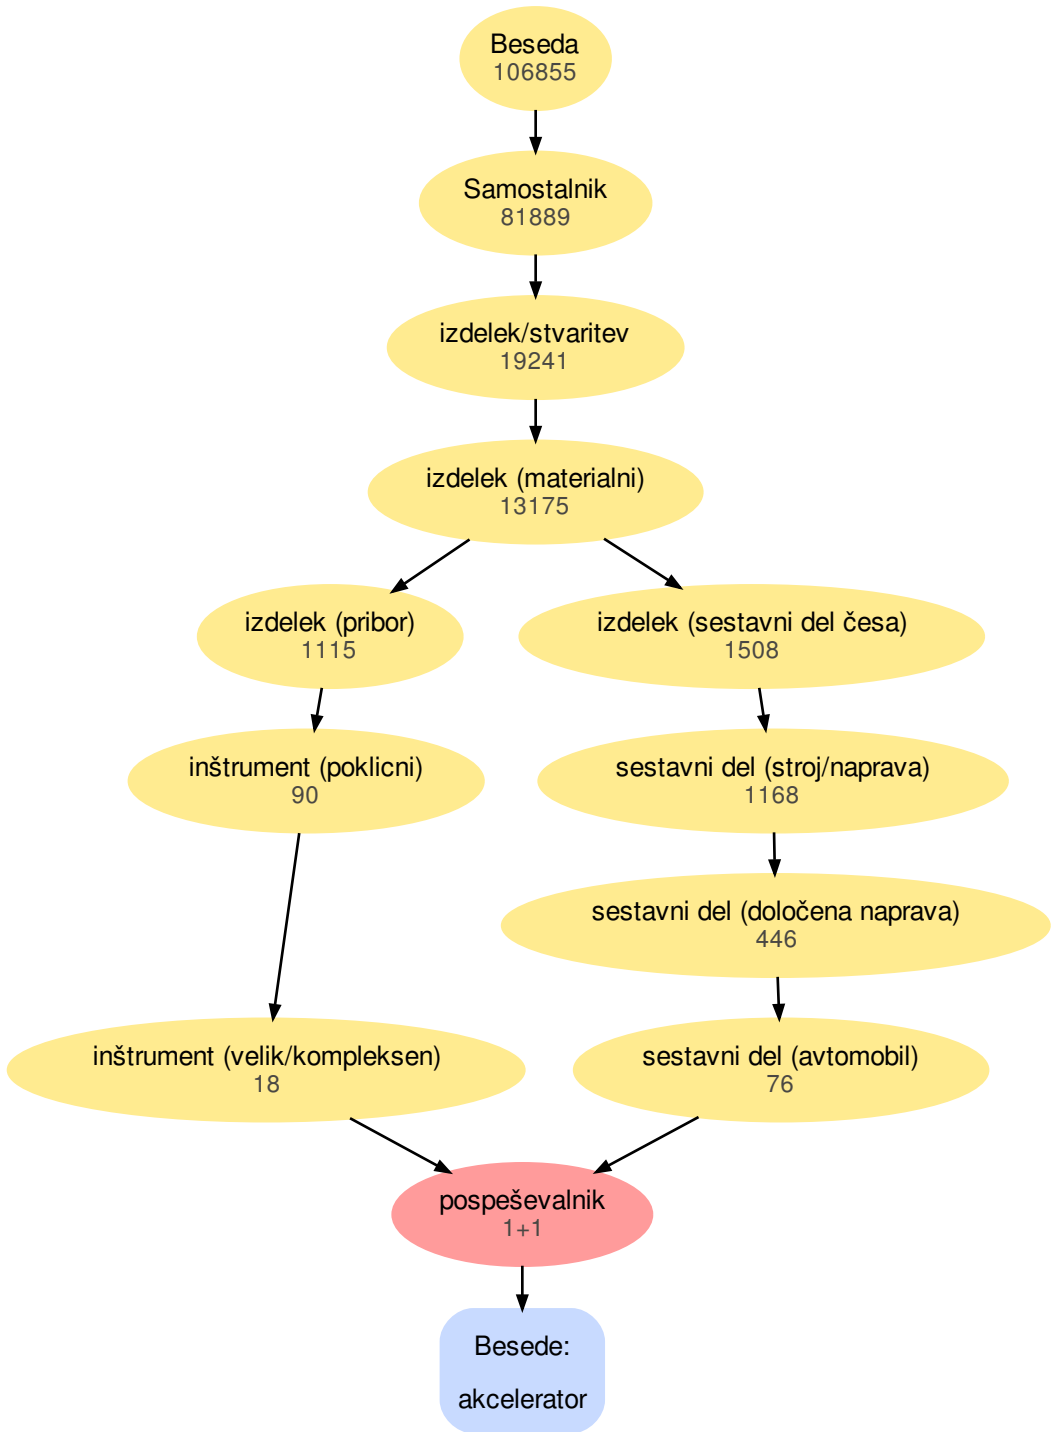 Beseda
106855
Samostalnik
81889
izdelek/stvaritev
19241
izdelek (materialni)
13175
izdelek (pribor)
1115
izdelek (sestavni del česa)
1508
inštrument (poklicni)
90
sestavni del (stroj/naprava)
1168
sestavni del (določena naprava)
446
inštrument (velik/kompleksen)
18
sestavni del (avtomobil)
76
pospeševalnik
1+1
Besede:
akcelerator